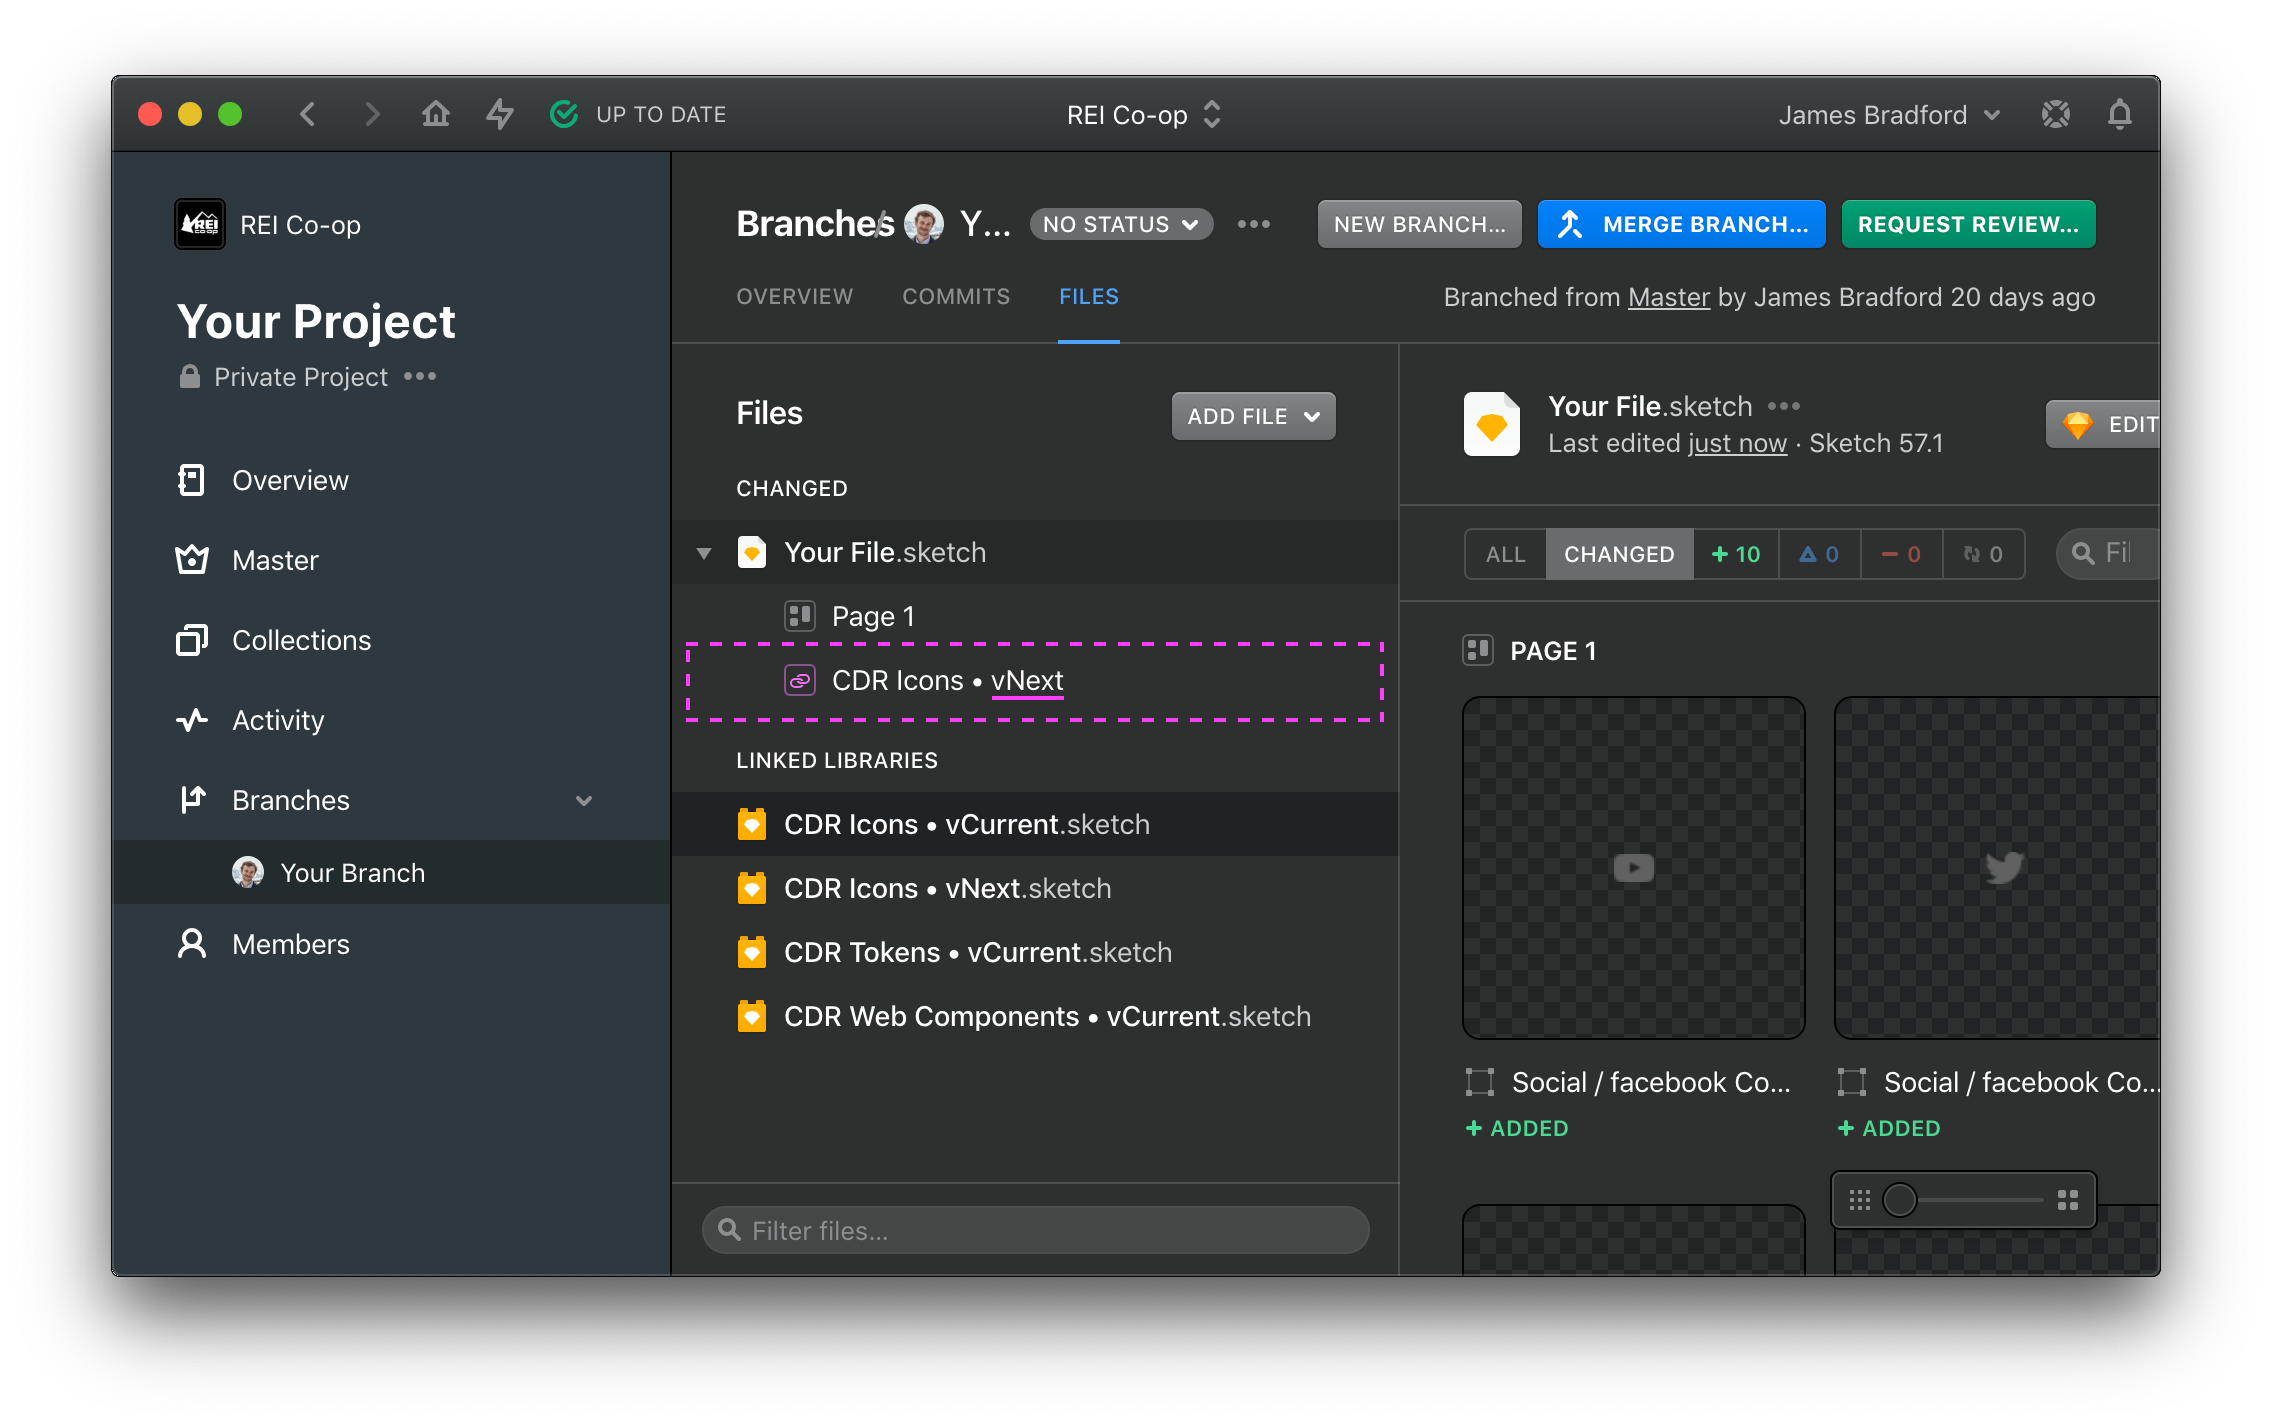 UP TO DATE
REI Co-op
James Bradford
REI CO-OP
REI Co-op
Your Project
Private Project •••
Overview
Master
Collections
Activity
Branches
Your Branch
Members
Branches / Y...
NO STATUS
•••
NEW BRANCH...
MERGE BRANCH...
REQUEST REVIEW...
OVERVIEW
COMMITS
FILES
Branched from Master by James Bradford 20 days ago
Files
ADD FILE
CHANGED
Your File.sketch
Page 1
CDR Icons • vNext
LINKED LIBRARIES
CDR Icons • vCurrent.sketch
CDR Icons • vNext.sketch
CDR Tokens • vCurrent.sketch
CDR Web Components • vCurrent.sketch
Filter files...
Your File.sketch •••
Last edited just now · Sketch 57.1
EDIT
ALL
CHANGED
+ 10
0
− 0
0
Fil
PAGE 1
Social / facebook Co...
+ ADDED
Social / facebook Co...
+ ADDED